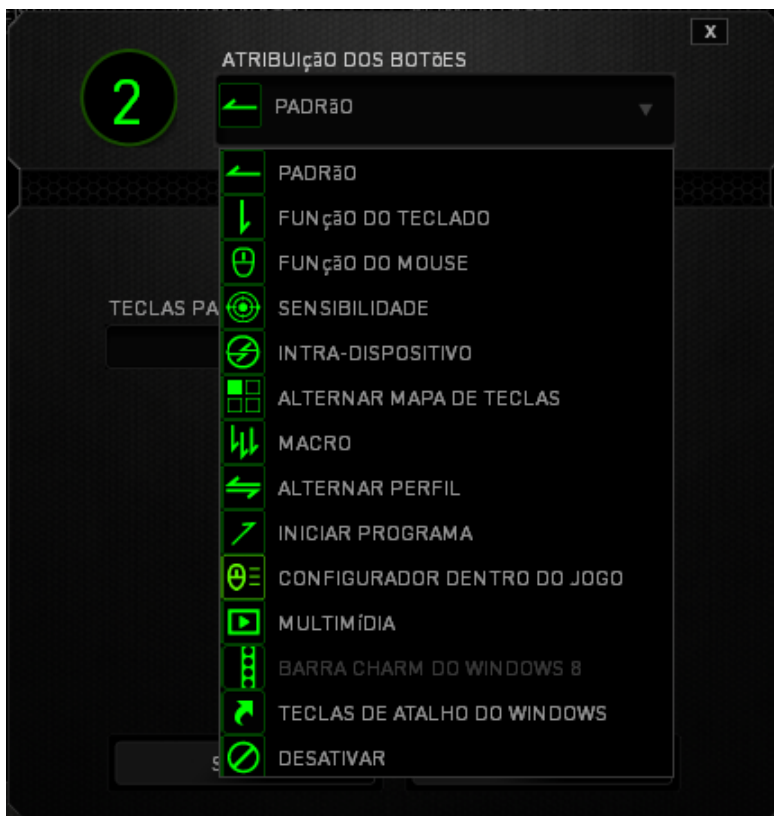 X
ATRIBUIçãO DOS BOTõES
2
PADRãO
PADRãO
FUNçãO DO TECLADO
FUNçãO DO MOUSE
SENSIBILIDADE
TECLAS PA
INTRA-DISPOSITIVO
ALTERNAR MAPA DE TECLAS
MACRO
ALTERNAR PERFIL
INICIAR PROGRAMA
CONFIGURADOR DENTRO DO JOGO
MULTIMíDIA
BARRA CHARM DO WINDOWS 8
TECLAS DE ATALHO DO WINDOWS
DESATIVAR